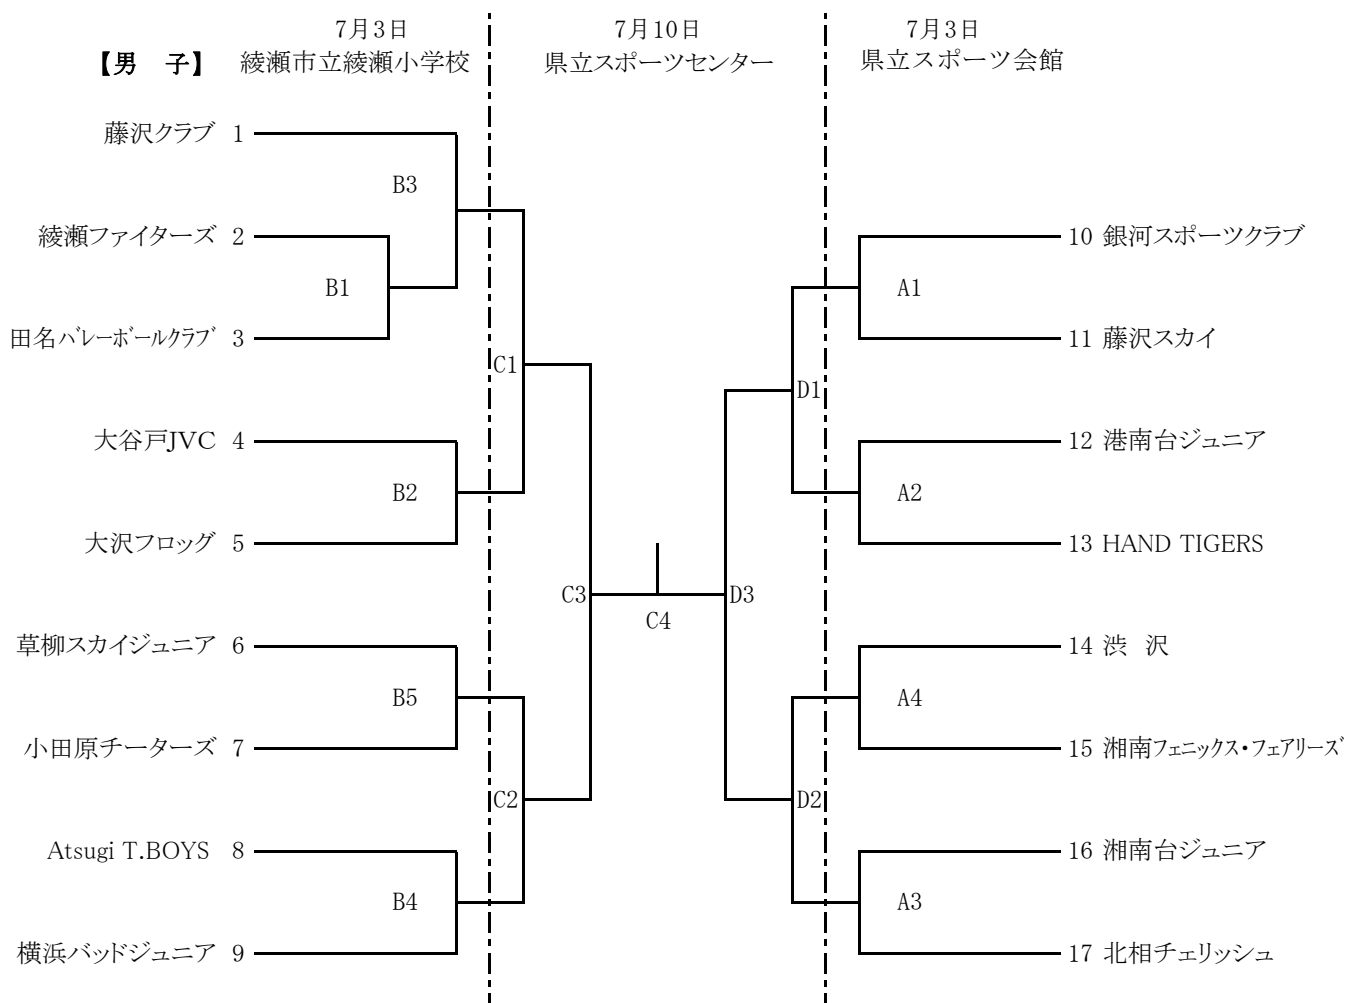 7月3日
7月10日
7月3日
【男　子】 綾瀬市立綾瀬小学校
県立スポーツセンター
県立スポーツ会館
藤沢クラブ 1
B3
綾瀬ファイターズ 2
B1
田名バレーボールクラブ 3
C1
大谷戸JVC 4
B2
大沢フロッグ 5
C3
C4
草柳スカイジュニア 6
B5
小田原チーターズ 7
C2
Atsugi T.BOYS 8
B4
横浜バッドジュニア 9
10 銀河スポーツクラブ
A1
11 藤沢スカイ
D1
12 港南台ジュニア
A2
13 HAND TIGERS
D3
14 渋　沢
A4
15 湘南フェニックス・フェアリーズ
D2
16 湘南台ジュニア
A3
17 北相チェリッシュ